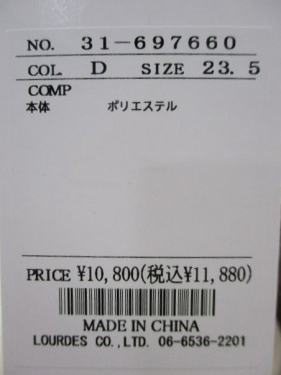 NO. 31-697660
COL. D SIZE 23.5
COMP
本体 ポリエステル
PRICE ¥10,800(税込¥11,880)
MADE IN CHINA
LOURDES CO.,LTD. 06-6536-2201